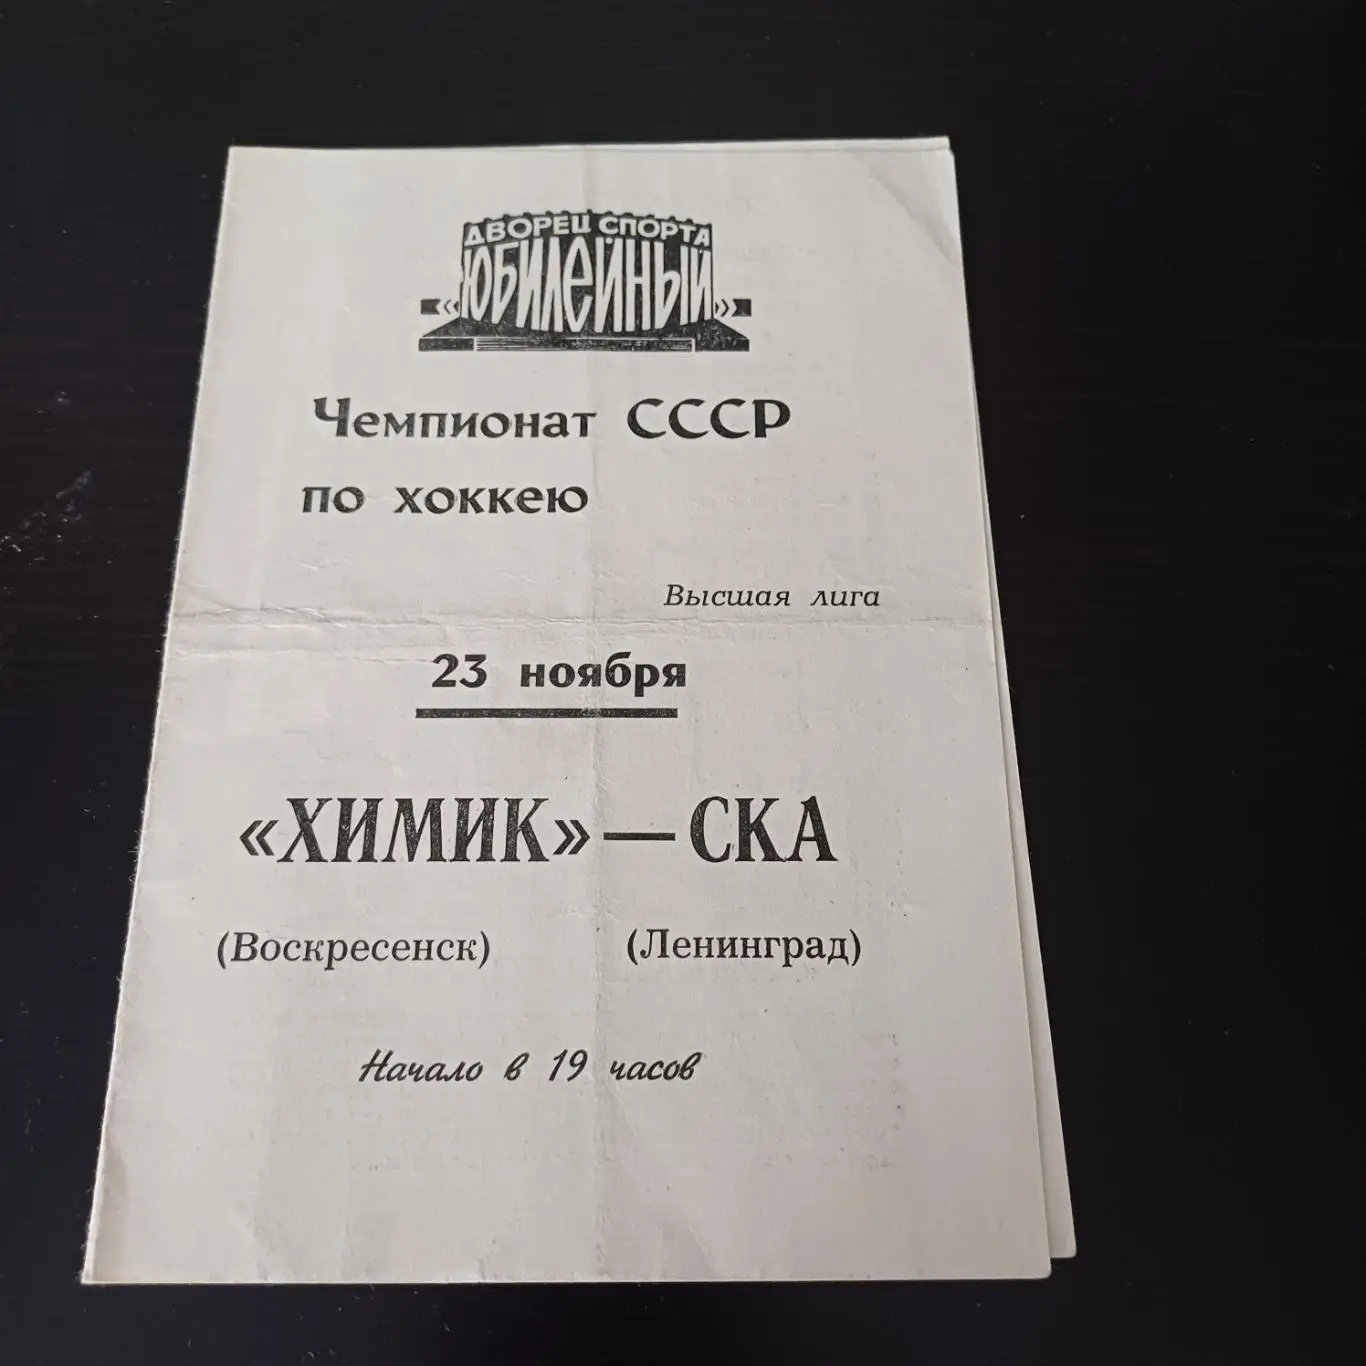 ДВОРЕЦ СПОРТА
«ЮБИЛЕЙНЫЙ»
Чемпионат СССР
по хоккею
Высшая лига
23 ноября
«ХИМИК» — СКА
(Воскресенск) (Ленинград)
Начало в 19 часов